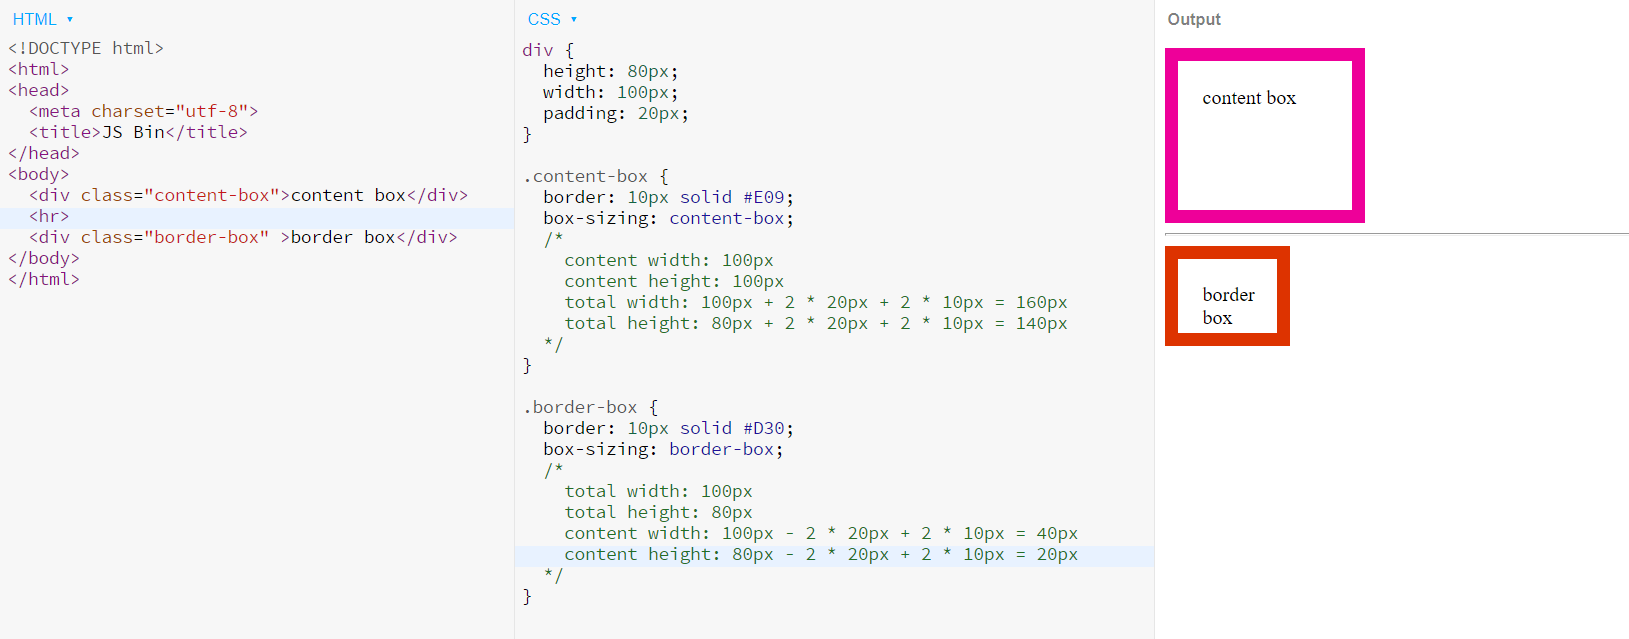 HTML ▾
<!DOCTYPE html>
<html>
<head>
  <meta charset="utf-8">
  <title>JS Bin</title>
</head>
<body>
  <div class="content-box">content box</div>
  <hr>
  <div class="border-box" >border box</div>
</body>
</html>
CSS ▾
div {
  height: 80px;
  width: 100px;
  padding: 20px;
}

.content-box {
  border: 10px solid #E09;
  box-sizing: content-box;
  /*
    content width: 100px
    content height: 100px
    total width: 100px + 2 * 20px + 2 * 10px = 160px
    total height: 80px + 2 * 20px + 2 * 10px = 140px
  */
}

.border-box {
  border: 10px solid #D30;
  box-sizing: border-box;
  /*
    total width: 100px
    total height: 80px
    content width: 100px - 2 * 20px + 2 * 10px = 40px
    content height: 80px - 2 * 20px + 2 * 10px = 20px
  */
}
Output
content box
border
box